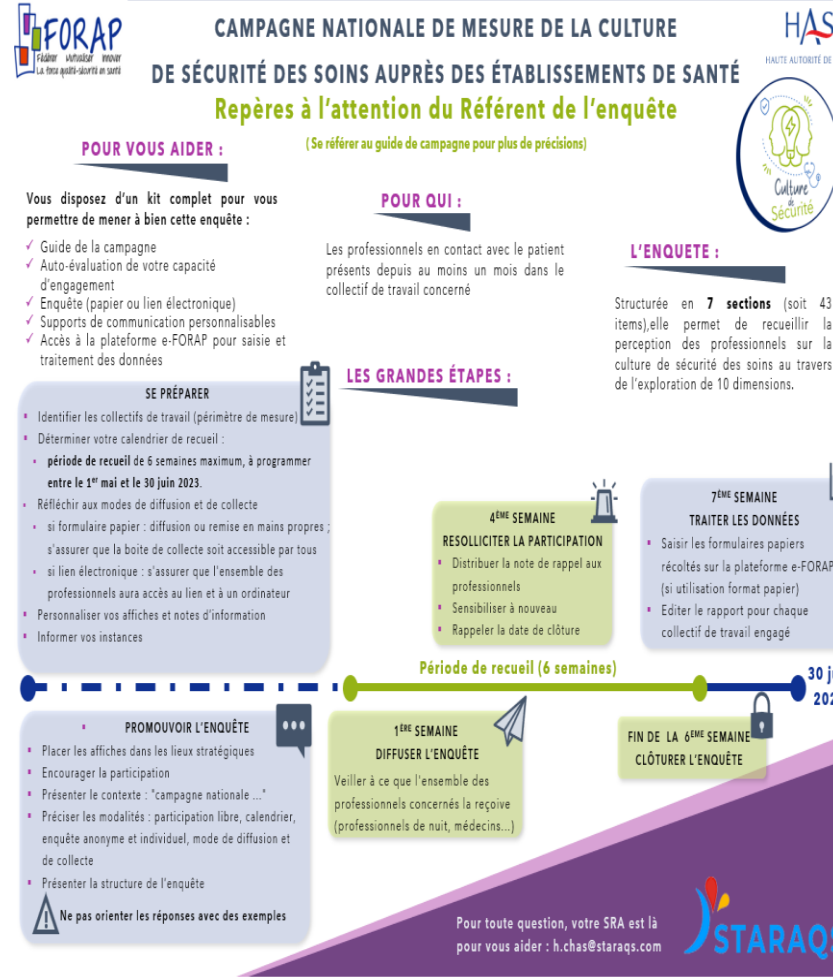 FORAP
Fédérer Mutualiser Innover
La force qualité-sécurité en santé
CAMPAGNE NATIONALE DE MESURE DE LA CULTURE
DE SÉCURITÉ DES SOINS AUPRÈS DES ÉTABLISSEMENTS DE SANTÉ
Repères à l'attention du Référent de l'enquête
(Se référer au guide de campagne pour plus de précisions)
HAS
HAUTE AUTORITÉ DE
Culture
de
Sécurité
POUR VOUS AIDER :
Vous disposez d'un kit complet pour vous
permettre de mener à bien cette enquête :
✓ Guide de la campagne
✓ Auto-évaluation de votre capacité
d'engagement
✓ Enquête (papier ou lien électronique)
✓ Supports de communication personnalisables
✓ Accès à la plateforme e-FORAP pour saisie et
traitement des données
POUR QUI :
Les professionnels en contact avec le patient
présents depuis au moins un mois dans le
collectif de travail concerné
L'ENQUETE :
Structurée en 7 sections (soit 43
items),elle permet de recueillir la
perception des professionnels sur la
culture de sécurité des soins au travers
de l'exploration de 10 dimensions.
LES GRANDES ÉTAPES :
SE PRÉPARER
▪ Identifier les collectifs de travail (périmètre de mesure)
▪ Déterminer votre calendrier de recueil :
▪ période de recueil de 6 semaines maximum, à programmer
entre le 1er mai et le 30 juin 2023.
▪ Réfléchir aux modes de diffusion et de collecte
▪ si formulaire papier : diffusion ou remise en mains propres ;
s'assurer que la boite de collecte soit accessible par tous
▪ si lien électronique : s'assurer que l'ensemble des
professionnels aura accès au lien et à un ordinateur
▪ Personnaliser vos affiches et notes d'information
▪ Informer vos instances
4ÈME SEMAINE
RESOLLICITER LA PARTICIPATION
▪ Distribuer la note de rappel aux
professionnels
▪ Sensibiliser à nouveau
▪ Rappeler la date de clôture
7ÈME SEMAINE
TRAITER LES DONNÉES
▪ Saisir les formulaires papiers
récoltés sur la plateforme e-FORAP
(si utilisation format papier)
▪ Editer le rapport pour chaque
collectif de travail engagé
Période de recueil (6 semaines)
30 ju
202
▪ PROMOUVOIR L'ENQUÊTE
▪ Placer les affiches dans les lieux stratégiques
▪ Encourager la participation
▪ Présenter le contexte : "campagne nationale ..."
▪ Préciser les modalités : participation libre, calendrier,
enquête anonyme et individuel, mode de diffusion et
de collecte
▪ Présenter la structure de l'enquête
Ne pas orienter les réponses avec des exemples
1ÈRE SEMAINE
DIFFUSER L'ENQUÊTE
Veiller à ce que l'ensemble des
professionnels concernés la reçoive
(professionnels de nuit, médecins...)
FIN DE LA 6EME SEMAINE
CLÔTURER L'ENQUÊTE
Pour toute question, votre SRA est là
pour vous aider : h.chas@staraqs.com
STARAQS